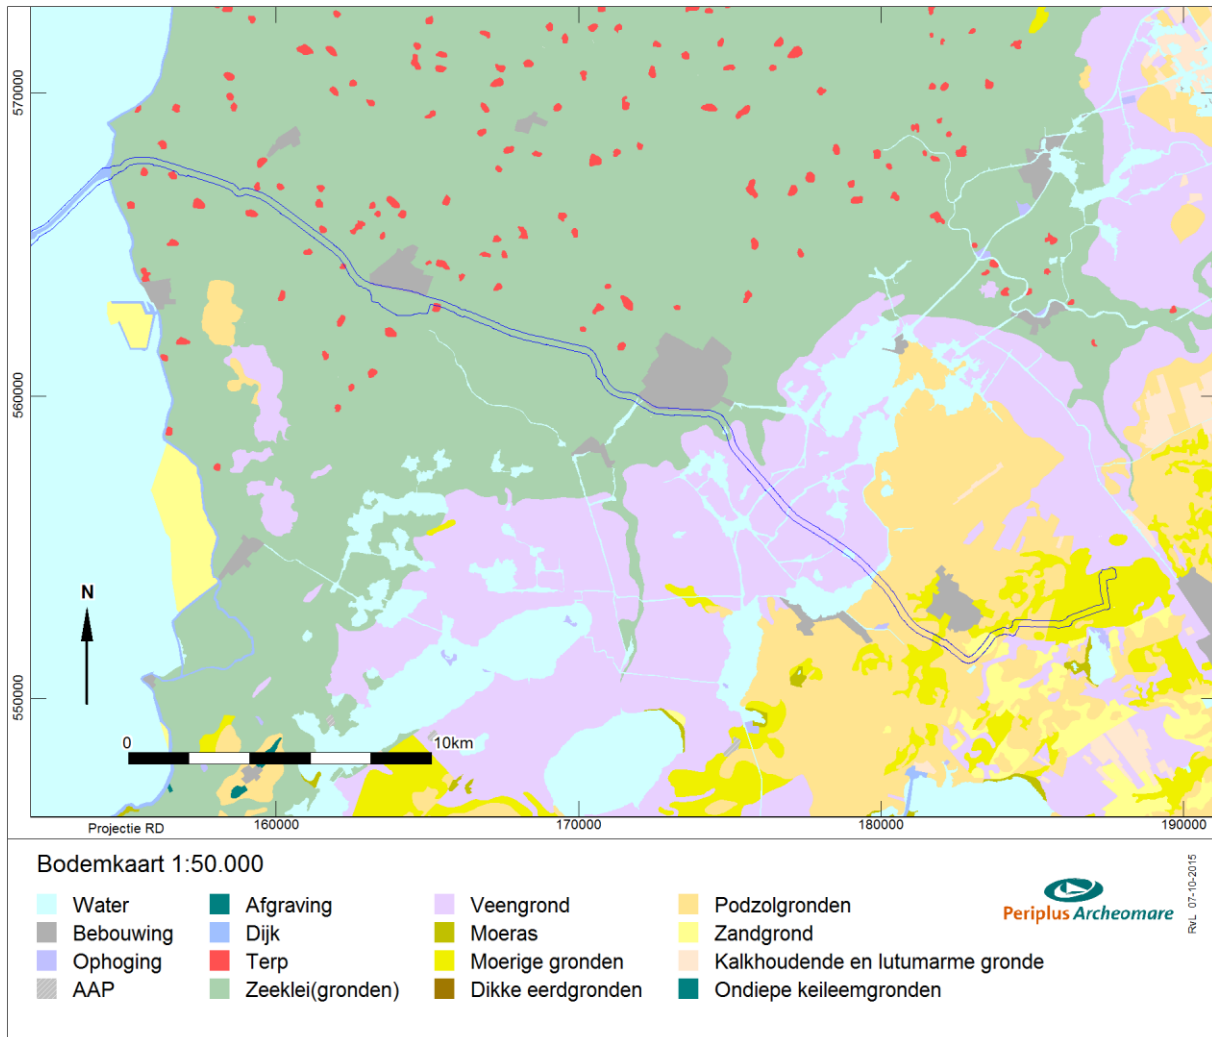 570000
560000
550000
N
0 10km
Projectie RD
160000 170000 180000 190000
Bodemkaart 1:50.000
Water Afgraving Veengrond Podzolgronden
Bebouwing Dijk Moeras Zandgrond
Ophoging Terp Moerige gronden Kalkhoudende en lutumarme gronde
AAP Zeeklei(gronden) Dikke eerdgronden Ondiepe keileemgronden
Periplus Archeomare
RvL 07-10-2015